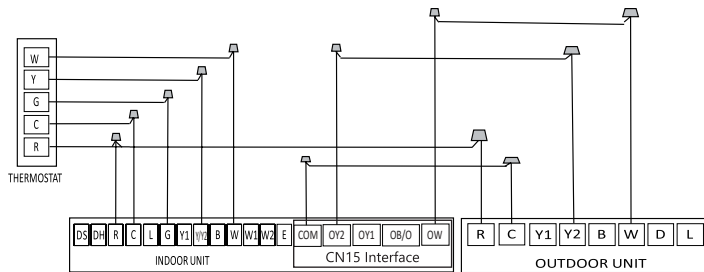 W
Y
G
C
R
THERMOSTAT
DS DH R C L G Y1 Y/Y2 B W W1 W2 E COM OY2 OY1 OB/O OW
R C Y1 Y2 B W D L
INDOOR UNIT
CN15 Interface
OUTDOOR UNIT